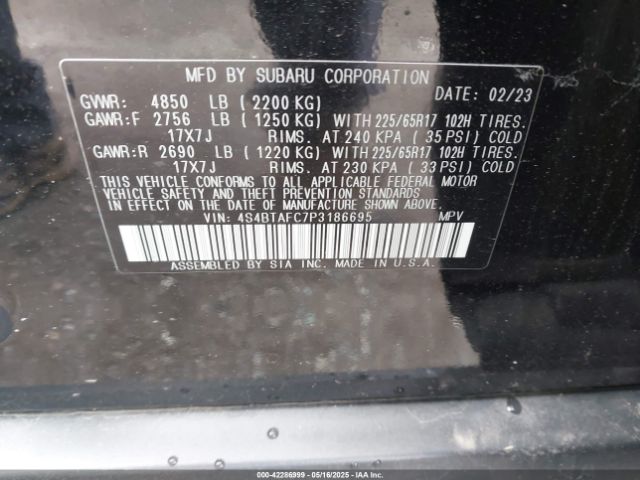 MFD BY SUBARU CORPORATION
DATE: 02/23
GVWR: 4850 LB (2200 KG)
GAWR:F 2756 LB (1250 KG) WITH 225/65R17 102H TIRES.
17X7J RIMS. AT 240 KPA (35 PSI) COLD
GAWR:R 2690 LB (1220 KG) WITH 225/65R17 102H TIRES.
17X7J RIMS. AT 230 KPA (33 PSI) COLD
THIS VEHICLE CONFORMS TO ALL APPLICABLE FEDERAL MOTOR
VEHICLE SAFETY, BUMPER, AND THEFT PREVENTION STANDARDS
IN EFFECT ON THE DATE OF MANUFACTURE SHOWN ABOVE.
VIN: 4S4BTAFC7P3186695 MPV
ASSEMBLED BY SIA INC. MADE IN U.S.A.
000-42286999 - 05/16/2025 - IAAI.COM